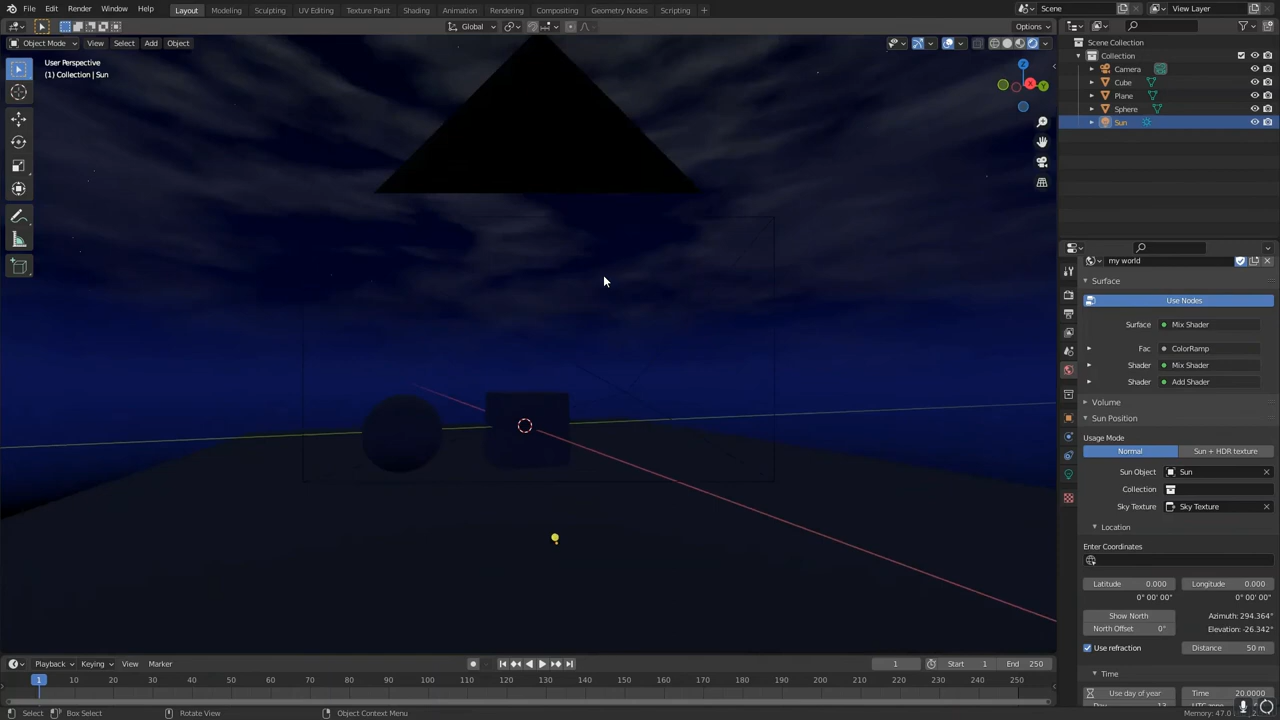 File Edit Render Window Help Layout Modeling Sculpting UV Editing Texture Paint Shading Animation Rendering Compositing Geometry Nodes Scripting + Scene View Layer
Global Options
Object Mode View Select Add Object
User Perspective
(1) Collection | Sun
Scene Collection
Collection
Camera
Cube
Plane
Sphere
Sun
X Y Z
my world
Surface
Use Nodes
Surface Mix Shader
Fac ColorRamp
Shader Mix Shader
Shader Add Shader
Volume
Sun Position
Usage Mode
Normal Sun + HDR texture
Sun Object Sun
Collection
Sky Texture Sky Texture
Location
Enter Coordinates
Latitude 0.000 Longitude 0.000
0° 00' 00" 0° 00' 00"
Show North Azimuth: 294.364°
North Offset 0° Elevation: -26.342°
Use refraction Distance 50 m
Time
Use day of year Time 20.0000
Playback Keying View Marker 1 Start 1 End 250
1 10 20 30 40 50 60 70 80 90 100 110 120 130 140 150 160 170 180 190 200 210 220 230 240 250
Select Box Select Rotate View Object Context Menu Memory: 47.0